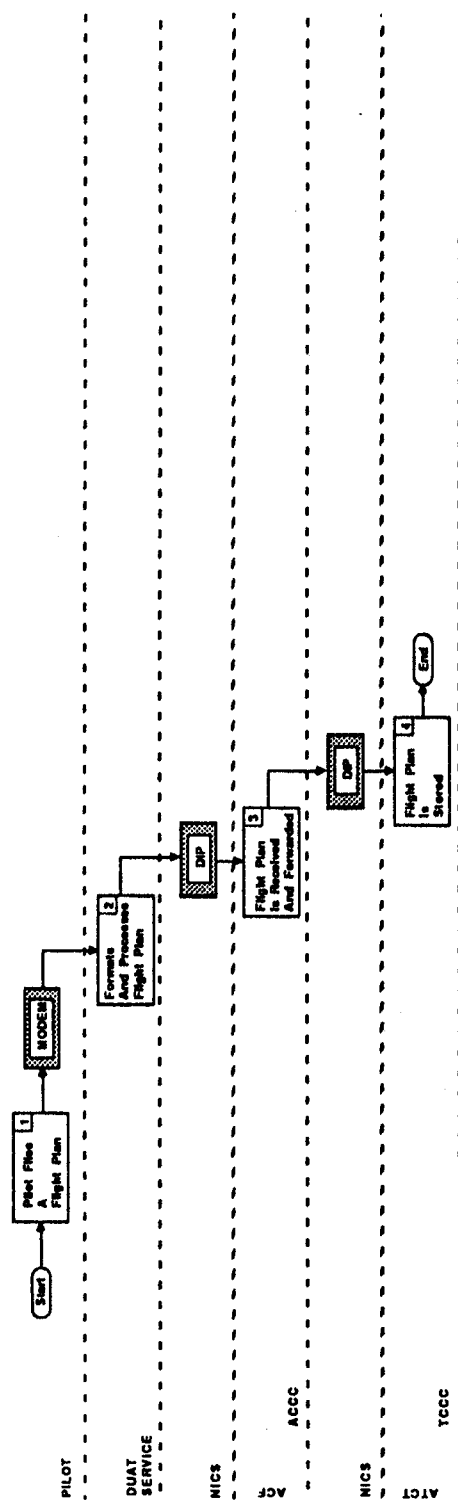 PILOT
Start
1
Pilot Files
A
Flight Plan
MODEM
DUAT
SERVICE
2
Formats
And Processes
Flight Plan
NICS
DIP
ACF
ACCC
3
Flight Plan
Is Received
And Forwarded
NICS
DIP
ATCT
TCCC
4
Flight Plan
Is
Stored
End